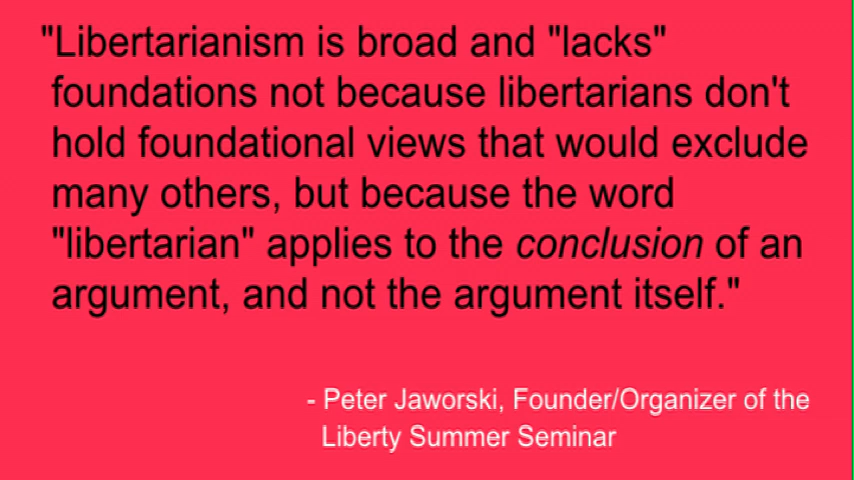 "Libertarianism is broad and "lacks"
foundations not because libertarians don't
hold foundational views that would exclude
many others, but because the word
"libertarian" applies to the conclusion of an
argument, and not the argument itself."
- Peter Jaworski, Founder/Organizer of the
Liberty Summer Seminar